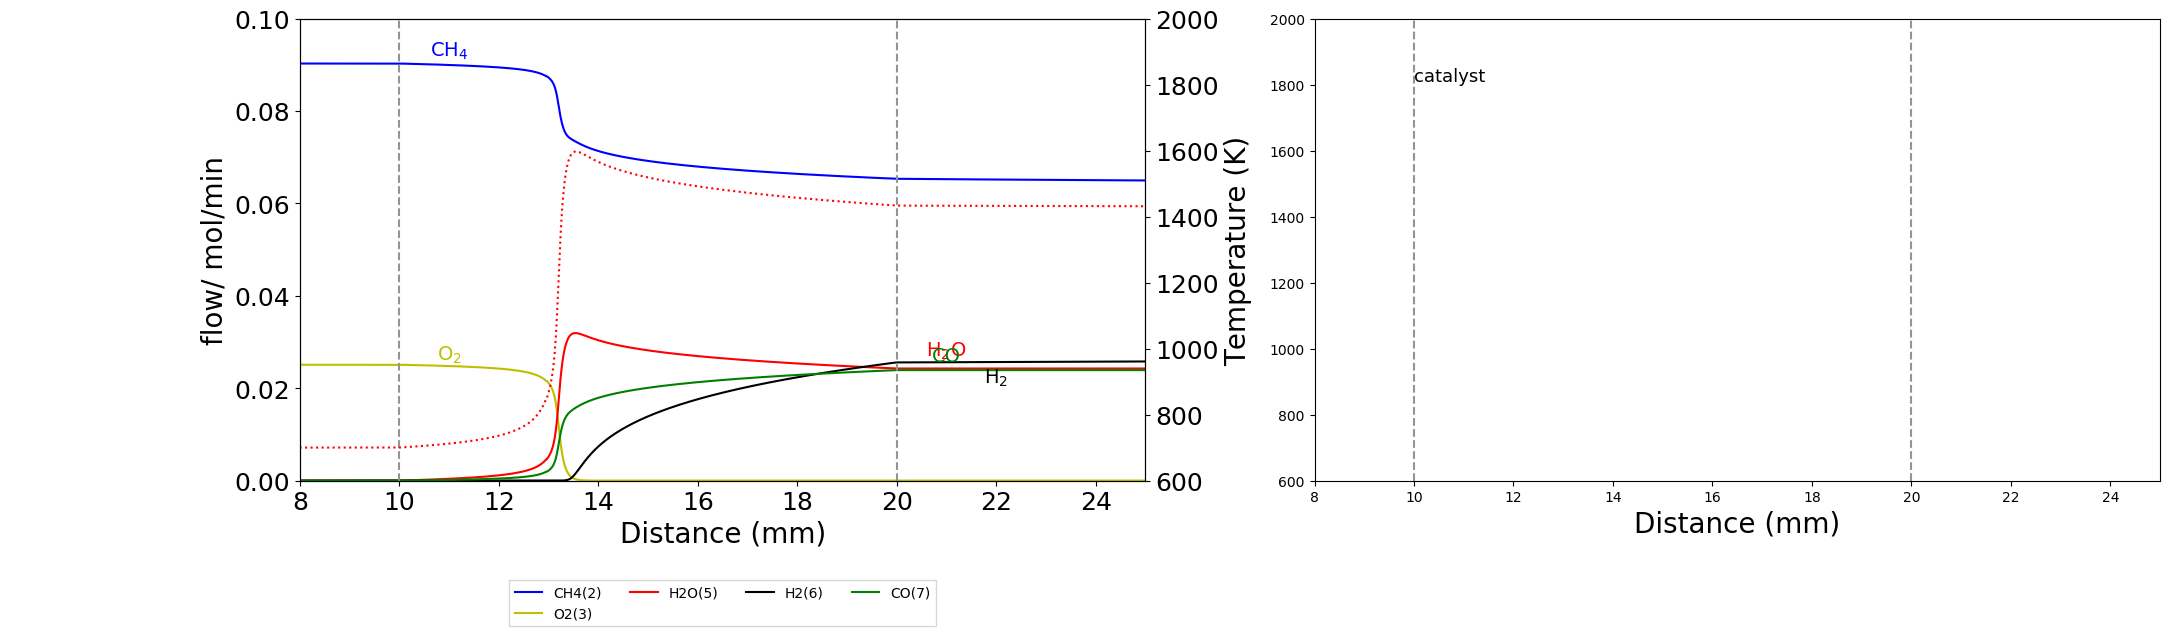 0.10
0.08
0.06
0.04
0.02
0.00
flow/ mol/min
CH₄
O₂
H₂O
CO
H₂
2000
1800
1600
1400
1200
1000
800
600
Temperature (K)
8 10 12 14 16 18 20 22 24
Distance (mm)
CH4(2) H2O(5) H2(6) CO(7)
O2(3)
2000
1800
1600
1400
1200
1000
800
600
catalyst
8 10 12 14 16 18 20 22 24
Distance (mm)